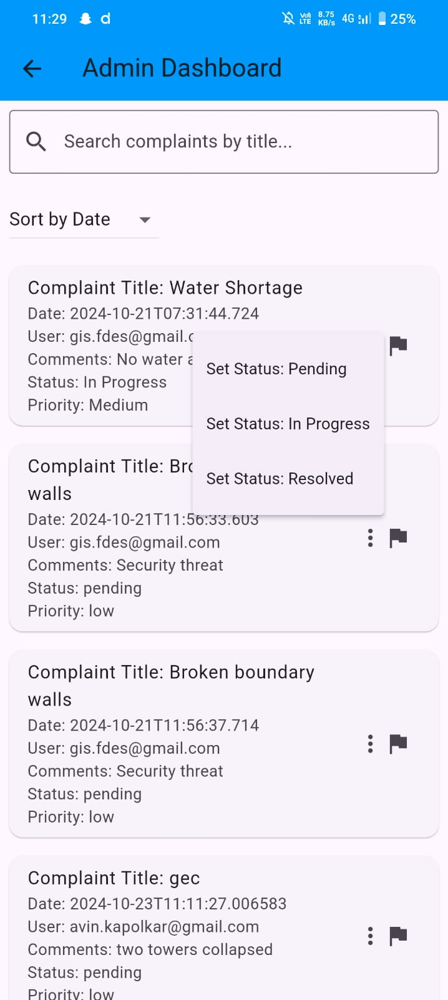 11:29 d Vo) LTE 8.75 KB/s 4G 25%
Admin Dashboard
Search complaints by title...
Sort by Date
Complaint Title: Water Shortage
Date: 2024-10-21T07:31:44.724
User: gis.fdes@gmail.c
Comments: No water a
Status: In Progress
Priority: Medium
Set Status: Pending
Set Status: In Progress
Set Status: Resolved
Complaint Title: Bro
walls
Date: 2024-10-21T11:56:33.603
User: gis.fdes@gmail.com
Comments: Security threat
Status: pending
Priority: low
Complaint Title: Broken boundary
walls
Date: 2024-10-21T11:56:37.714
User: gis.fdes@gmail.com
Comments: Security threat
Status: pending
Priority: low
Complaint Title: gec
Date: 2024-10-23T11:11:27.006583
User: avin.kapolkar@gmail.com
Comments: two towers collapsed
Status: pending
Priority: low